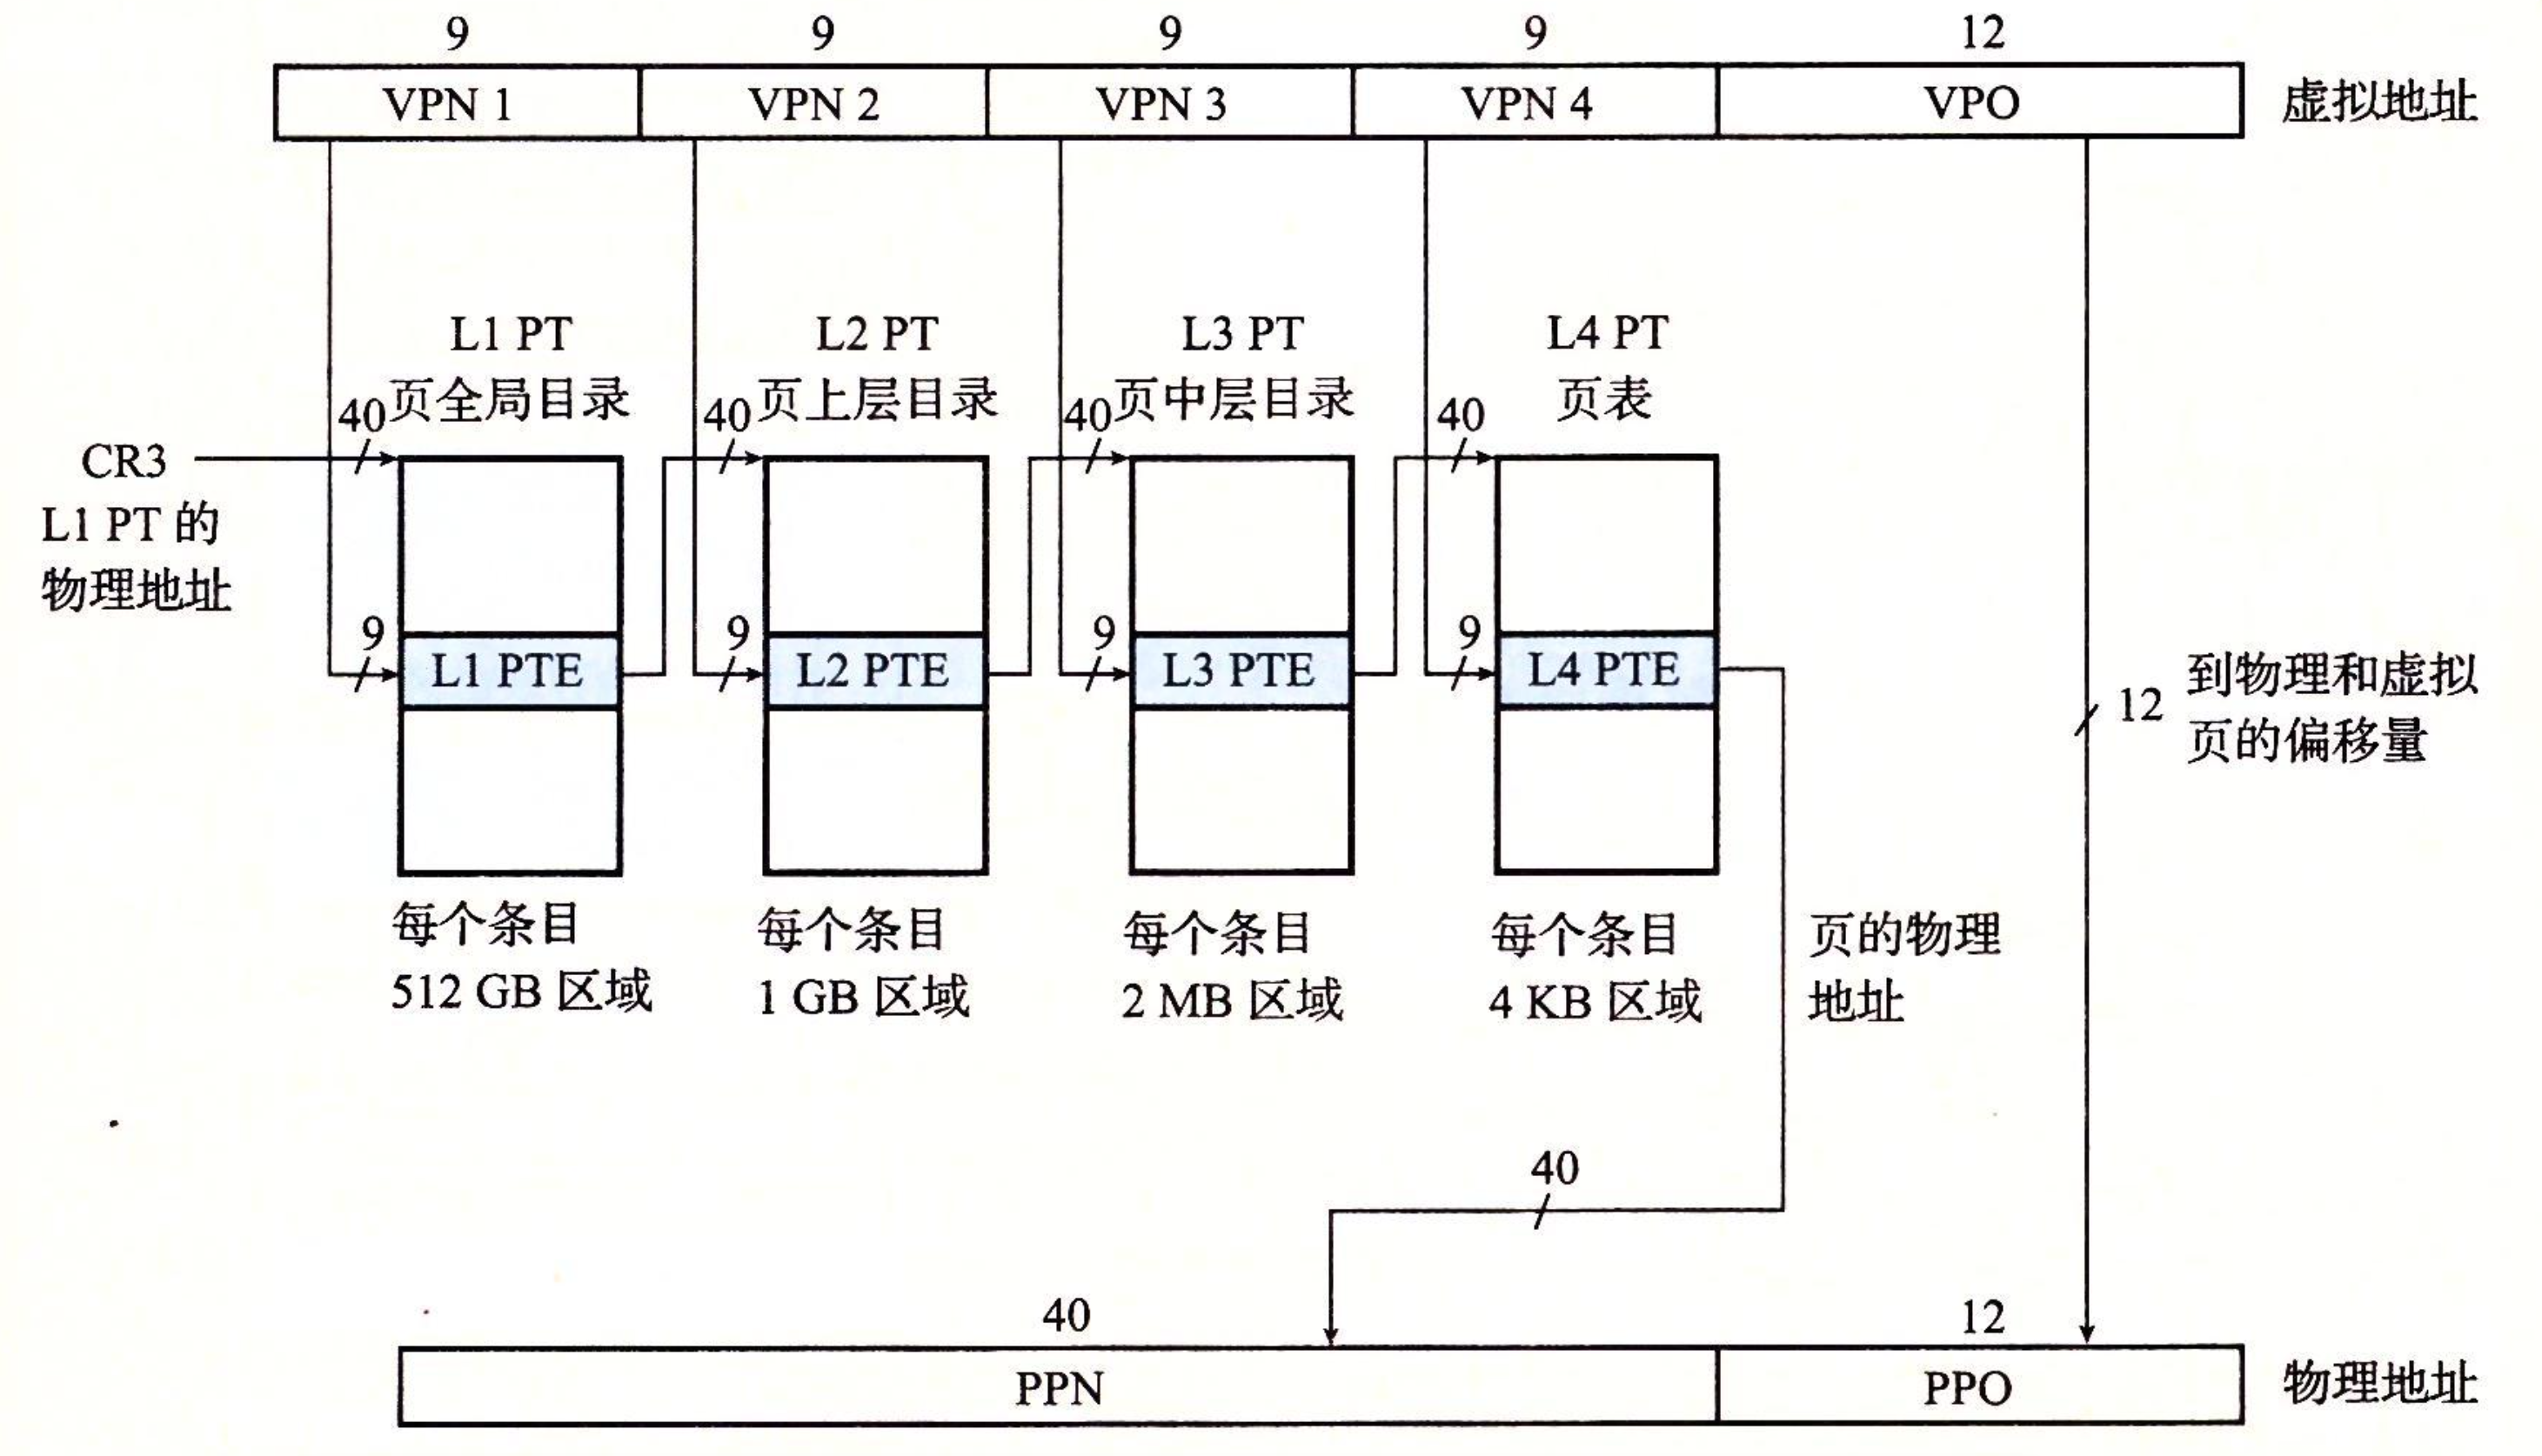 9 9 9 9 12
VPN 1 VPN 2 VPN 3 VPN 4 VPO 虚拟地址
L1 PT L2 PT L3 PT L4 PT
页全局目录 页上层目录 页中层目录 页表
40 40 40 40
CR3
L1 PT 的
物理地址
9 9 9 9
L1 PTE L2 PTE L3 PTE L4 PTE
12
到物理和虚拟
页的偏移量
每个条目 每个条目 每个条目 每个条目 页的物理
512 GB 区域 1 GB 区域 2 MB 区域 4 KB 区域 地址
40
40 12
PPN PPO 物理地址